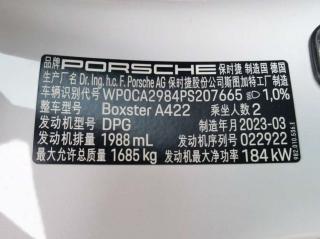 品牌 PORSCHE 保时捷 制造国 德国
生产厂名 Dr. Ing. h.c. F. Porsche AG 保时捷股份公司斯图加特工厂制造
车辆识别代号 WP0CA2984PS207665 1,0%
整车型号 Boxster A422 乘坐人数 2
发动机型号 DPG 制造年月 2023-03
发动机排量 1988 mL 发动机序号 022922
最大允许总质量 1685 kg 发动机最大净功率 184 kW